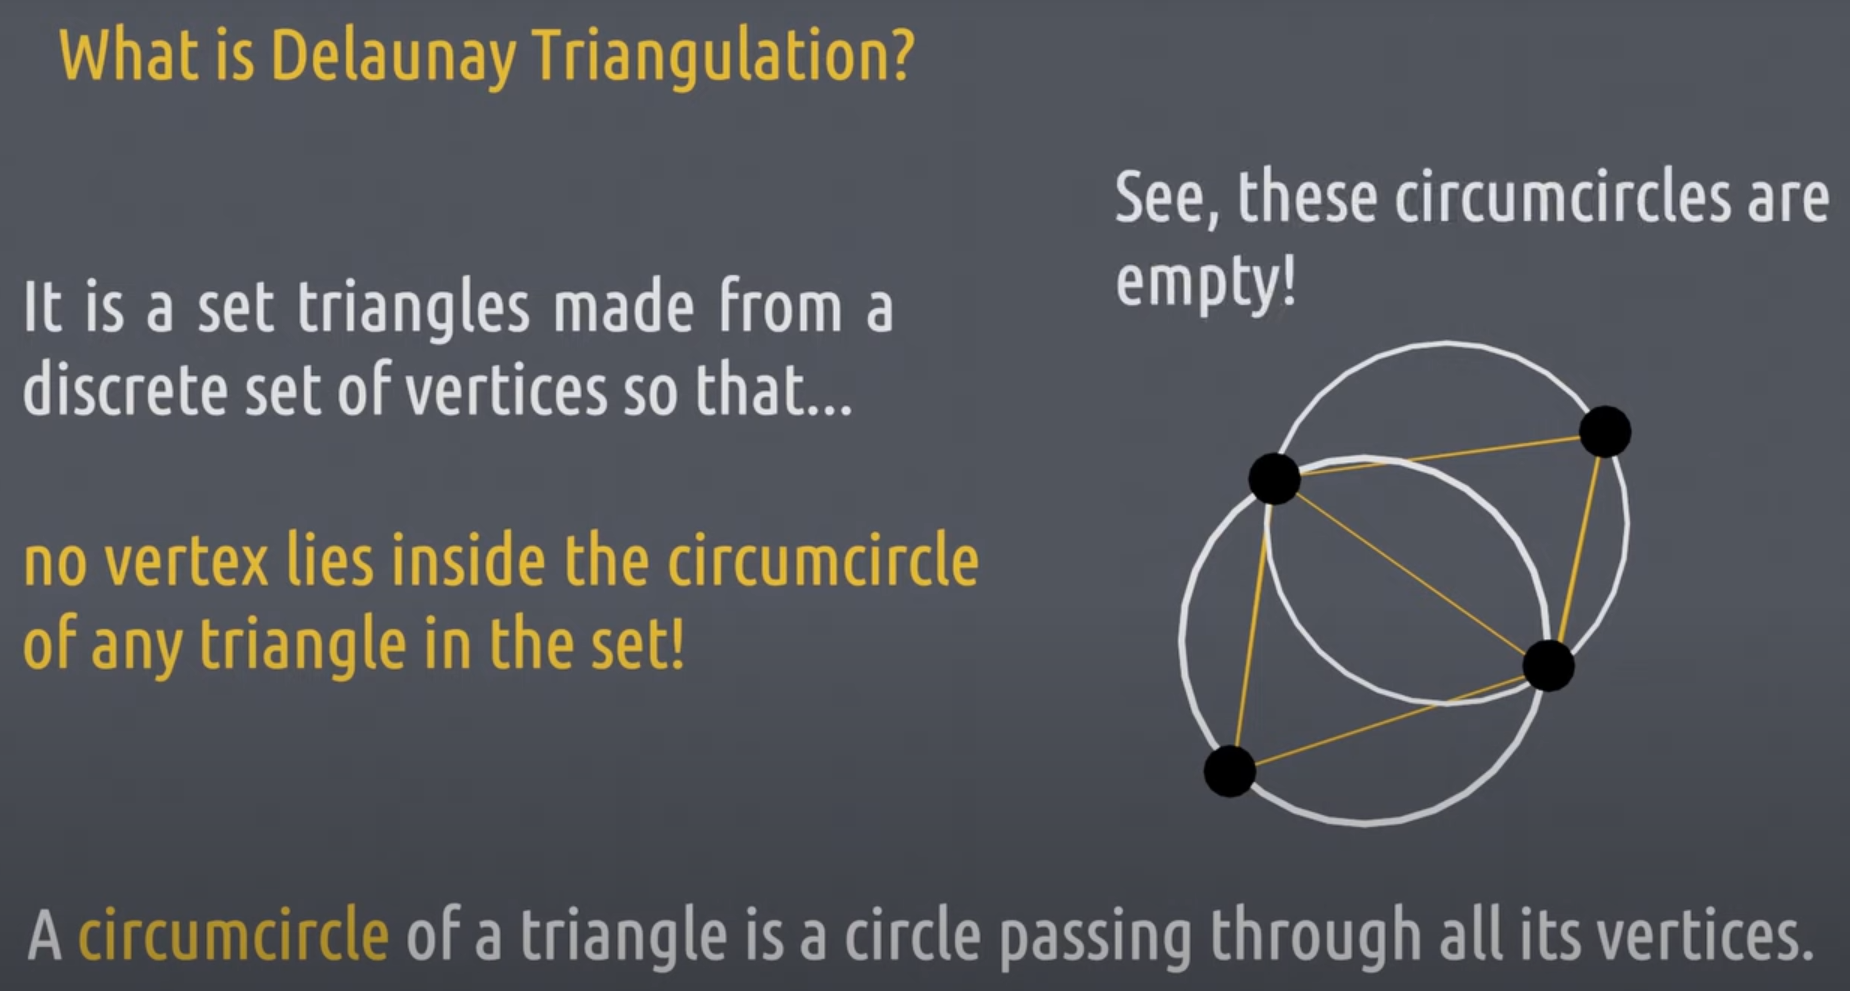 What is Delaunay Triangulation?
See, these circumcircles are
empty!
It is a set triangles made from a
discrete set of vertices so that...
no vertex lies inside the circumcircle
of any triangle in the set!
A circumcircle of a triangle is a circle passing through all its vertices.